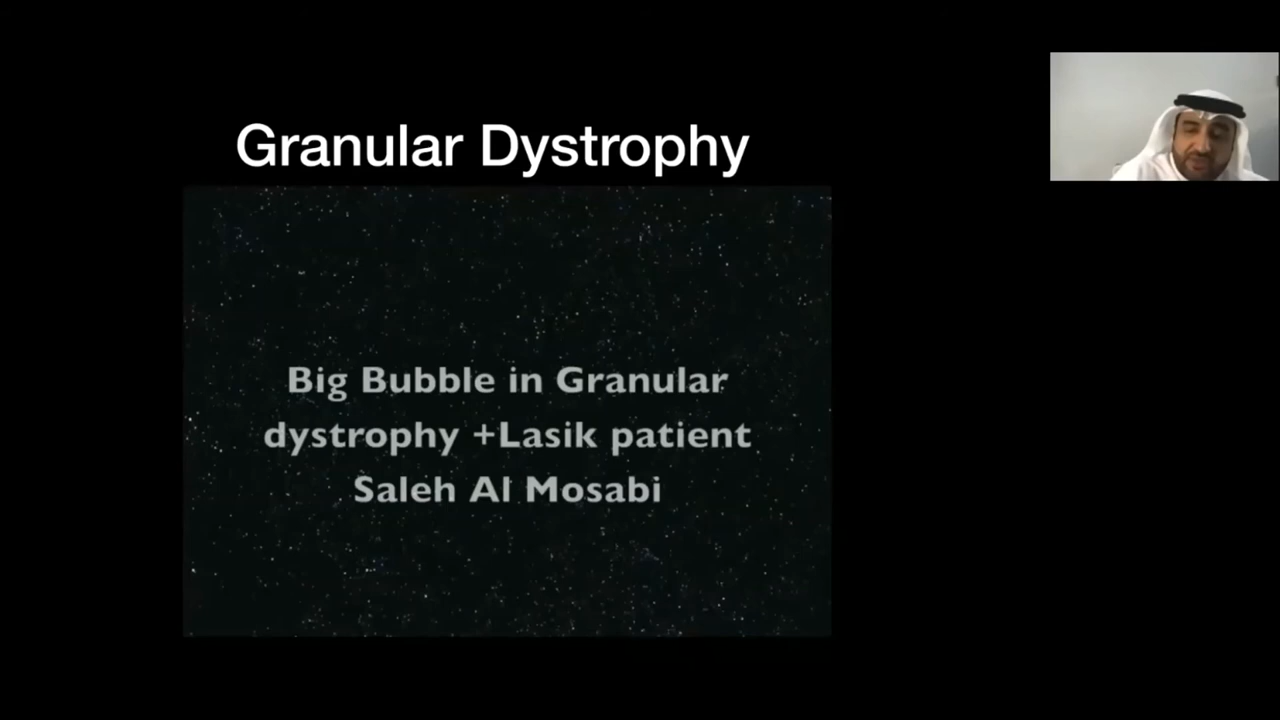 Granular Dystrophy
Big Bubble in Granular
dystrophy +Lasik patient
Saleh Al Mosabi